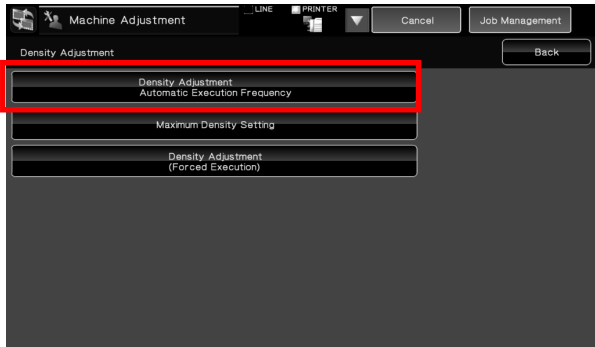 Machine Adjustment
LINE
PRINTER
Cancel
Job Management
Density Adjustment
Back
Density Adjustment
Automatic Execution Frequency
Maximum Density Setting
Density Adjustment
(Forced Execution)